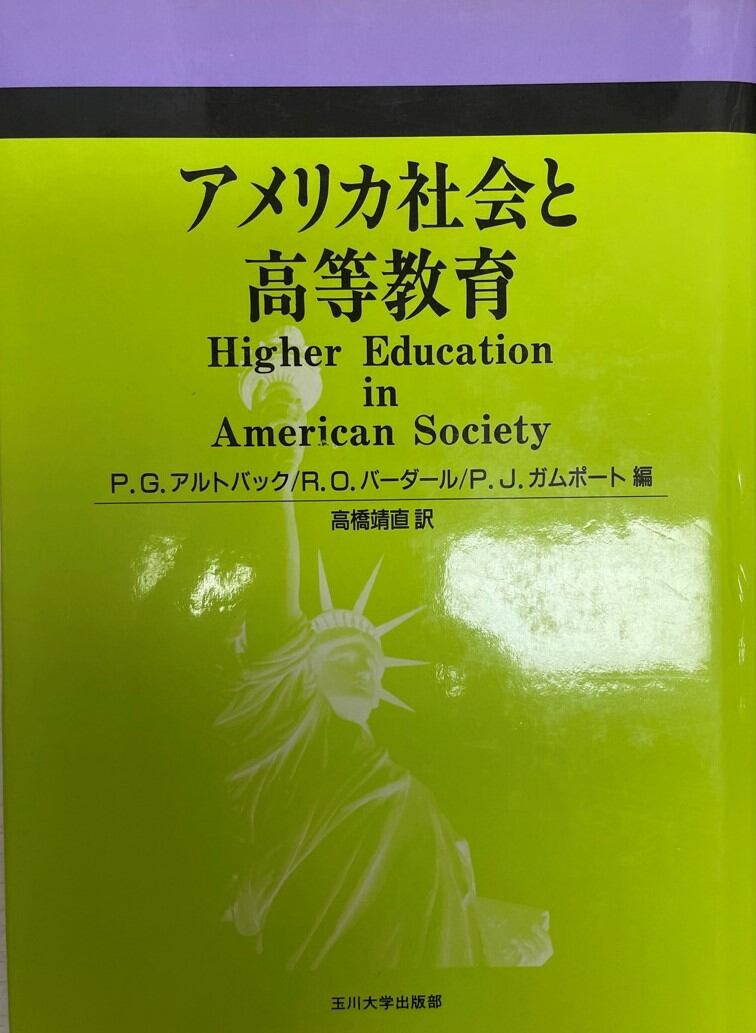 アメリカ社会と
高等教育
Higher Education
in
American Society
P.G.アルトバック/R.O.バーダール/P.J.ガムポート 編
高橋靖直 訳
玉川大学出版部